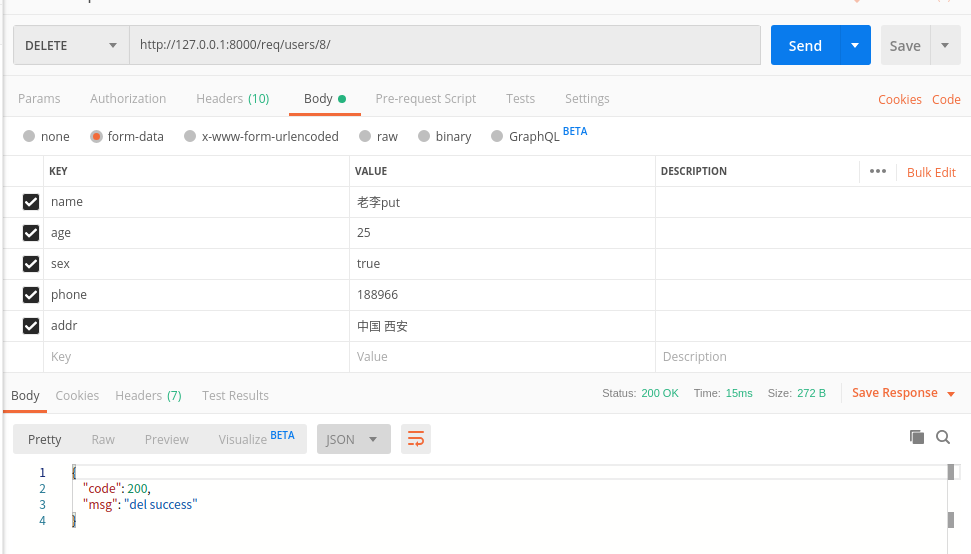 DELETE http://127.0.0.1:8000/req/users/8/ Send Save
Params Authorization Headers (10) Body Pre-request Script Tests Settings Cookies Code
none form-data x-www-form-urlencoded raw binary GraphQL BETA
KEY VALUE DESCRIPTION ••• Bulk Edit
name 老李put
age 25
sex true
phone 188966
addr 中国 西安
Key Value Description
Body Cookies Headers (7) Test Results Status: 200 OK Time: 15ms Size: 272 B Save Response
Pretty Raw Preview Visualize BETA JSON
1 {
2 "code": 200,
3 "msg": "del success"
4 }